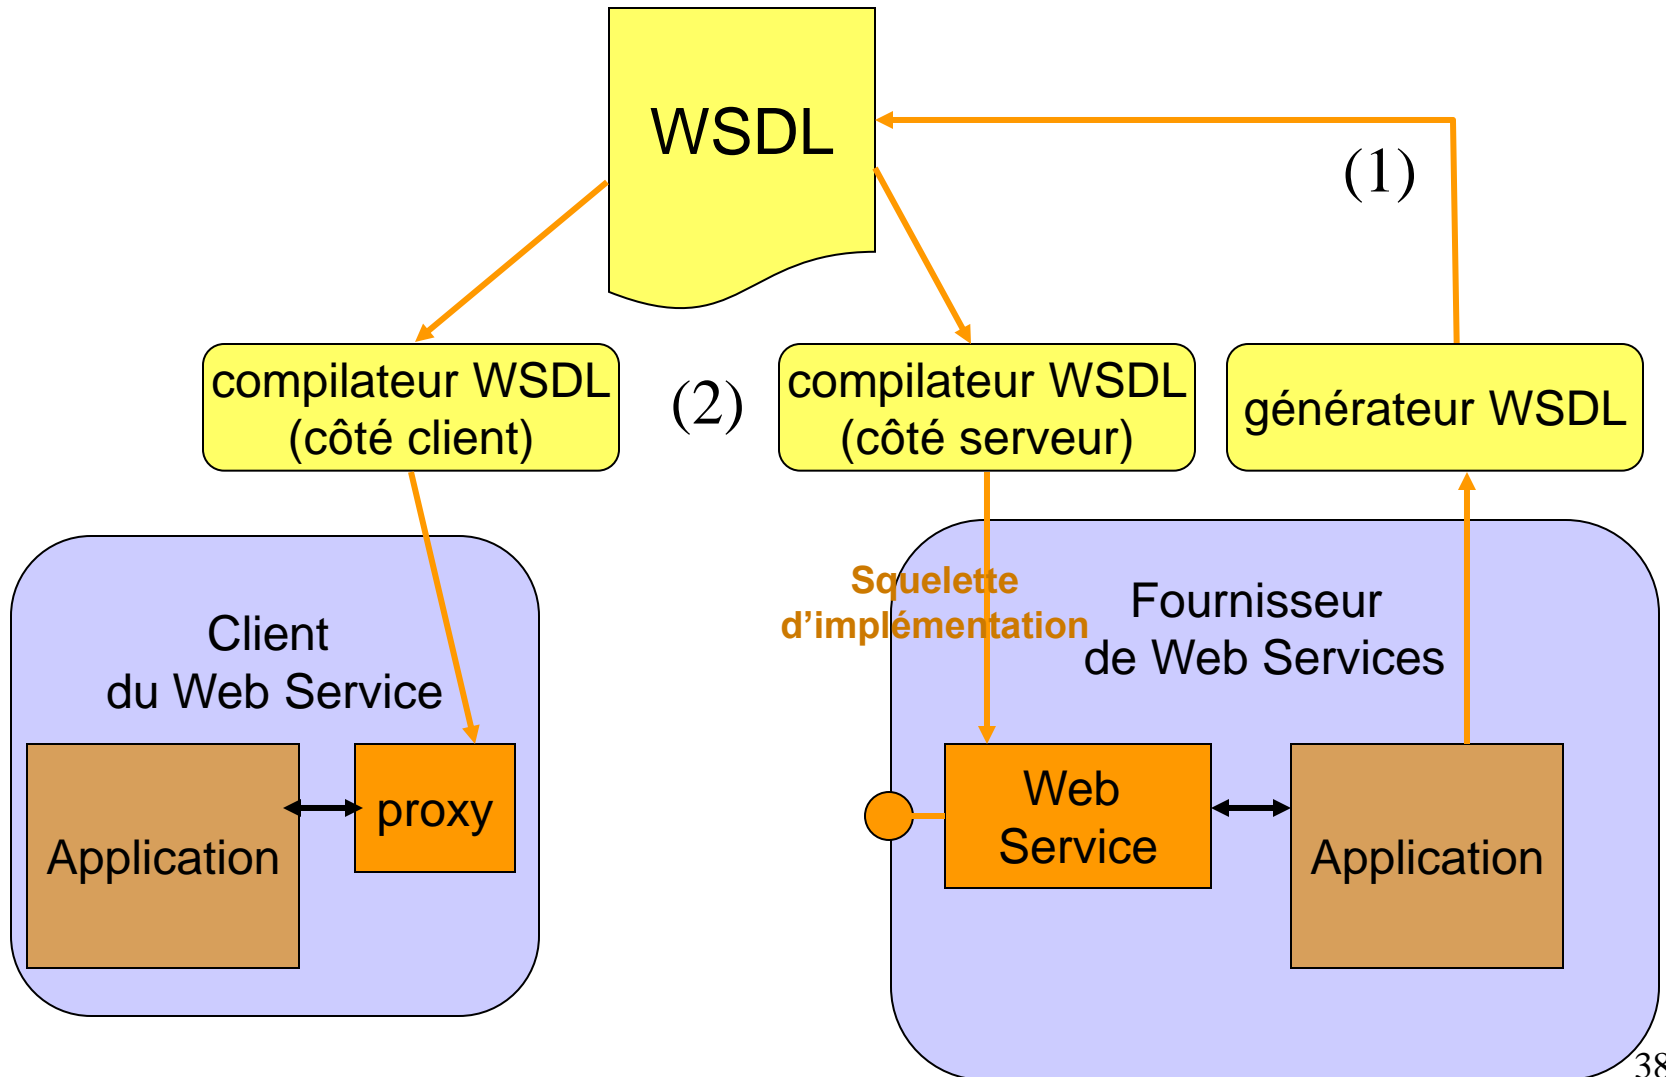 WSDL
(1)
compilateur WSDL
(côté client)
(2)
compilateur WSDL
(côté serveur)
générateur WSDL
Client
du Web Service
Squelette
d’implémentation
Fournisseur
de Web Services
Application
proxy
Web
Service
Application
38